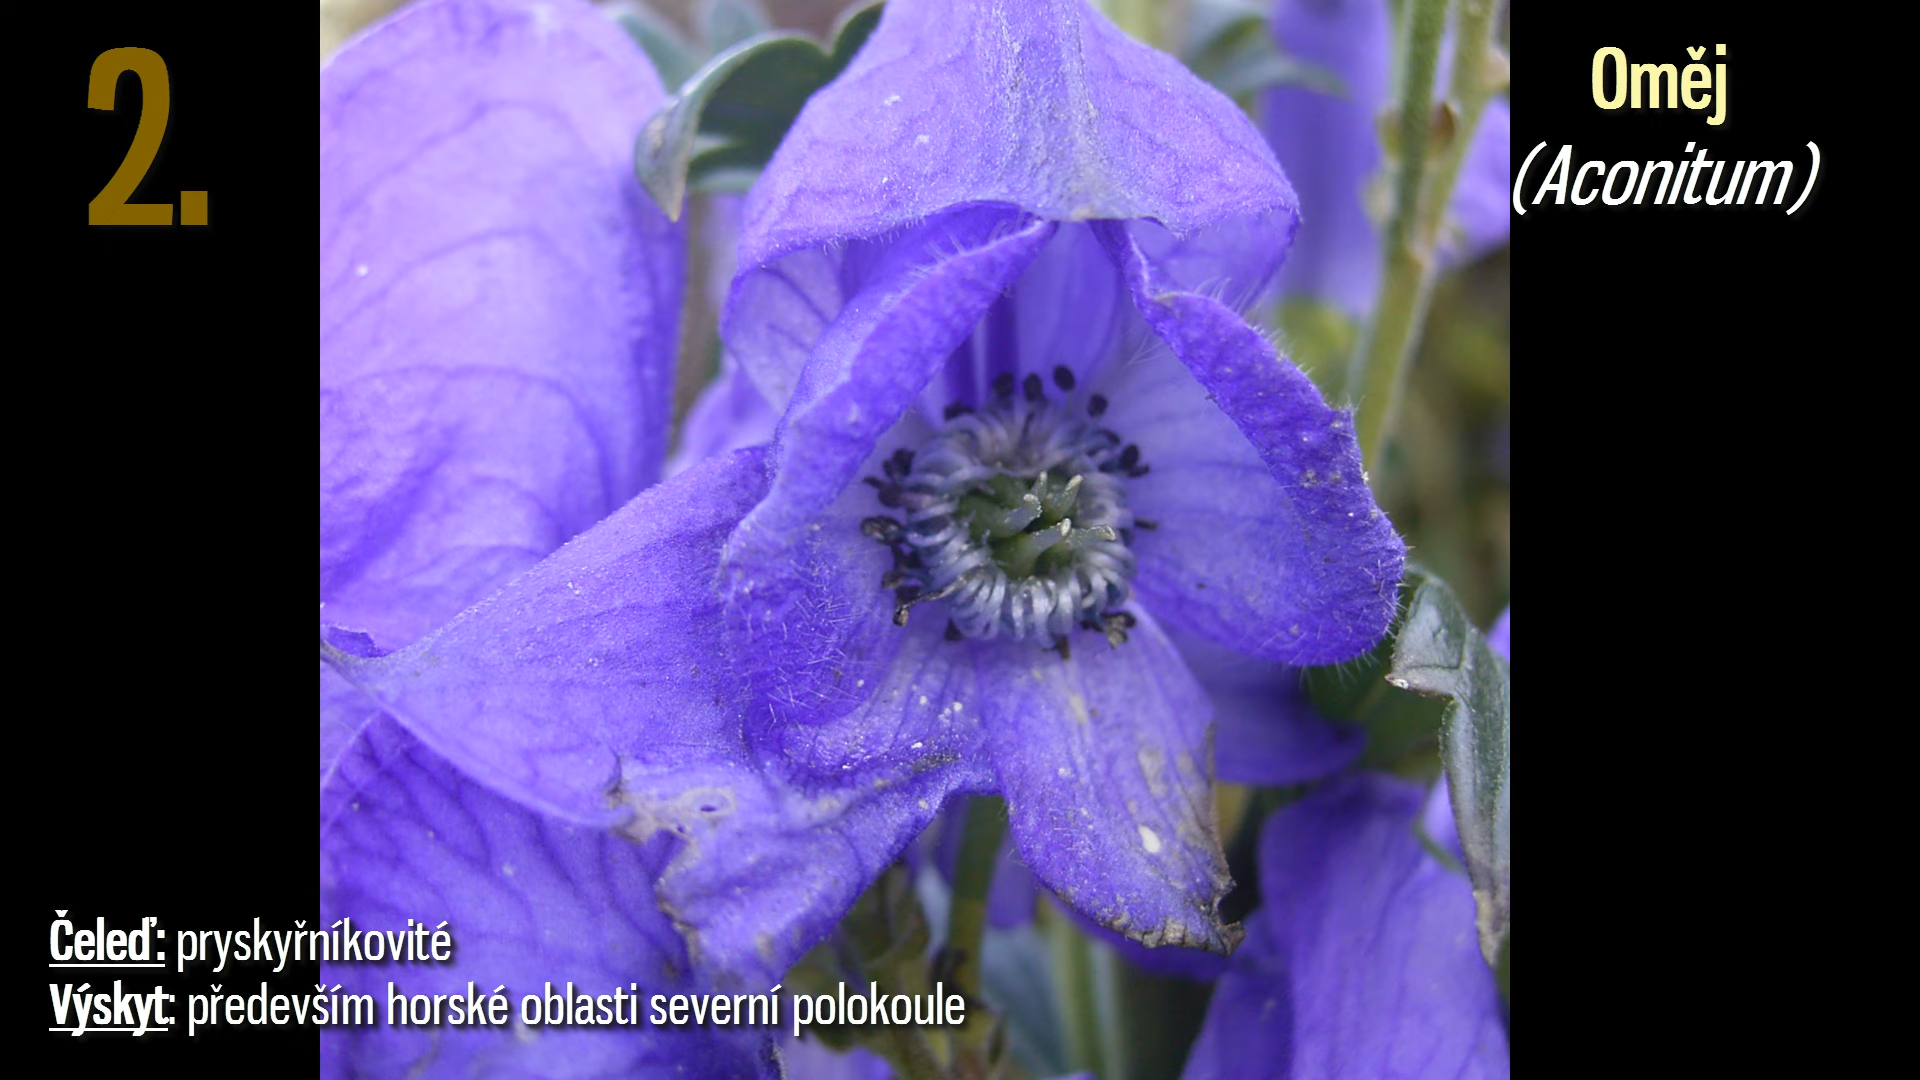 2.
Oměj
(Aconitum)
Čeleď: pryskyřníkovité
Výskyt: především horské oblasti severní polokoule